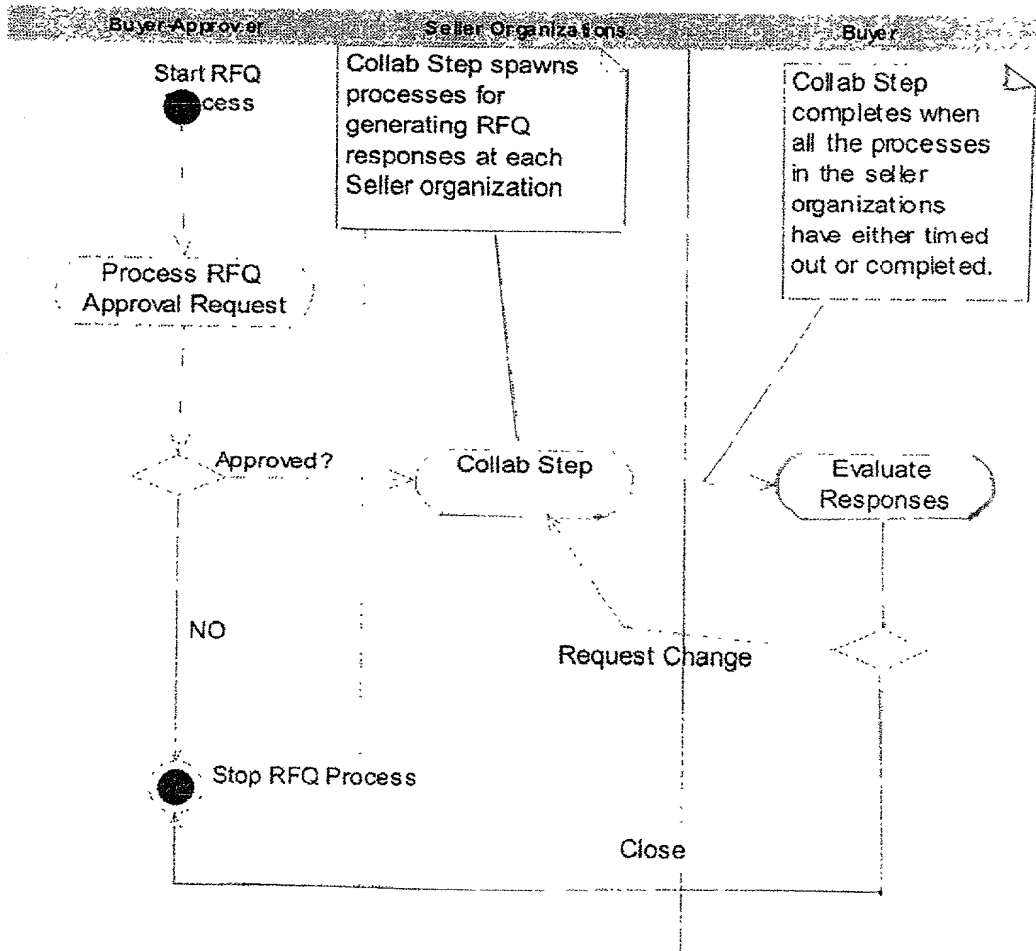 Buyer-Approver
Seller Organizations
Buyer
Start RFQ
Collab Step spawns
processes for
generating RFQ
responses at each
Seller organization
Collab Step
completes when
all the processes
in the seller
organizations
have either timed
out or completed.
Process RFQ
Approval Request
Approved?
Collab Step
Evaluate
Responses
NO
Request Change
Stop RFQ Process
Close